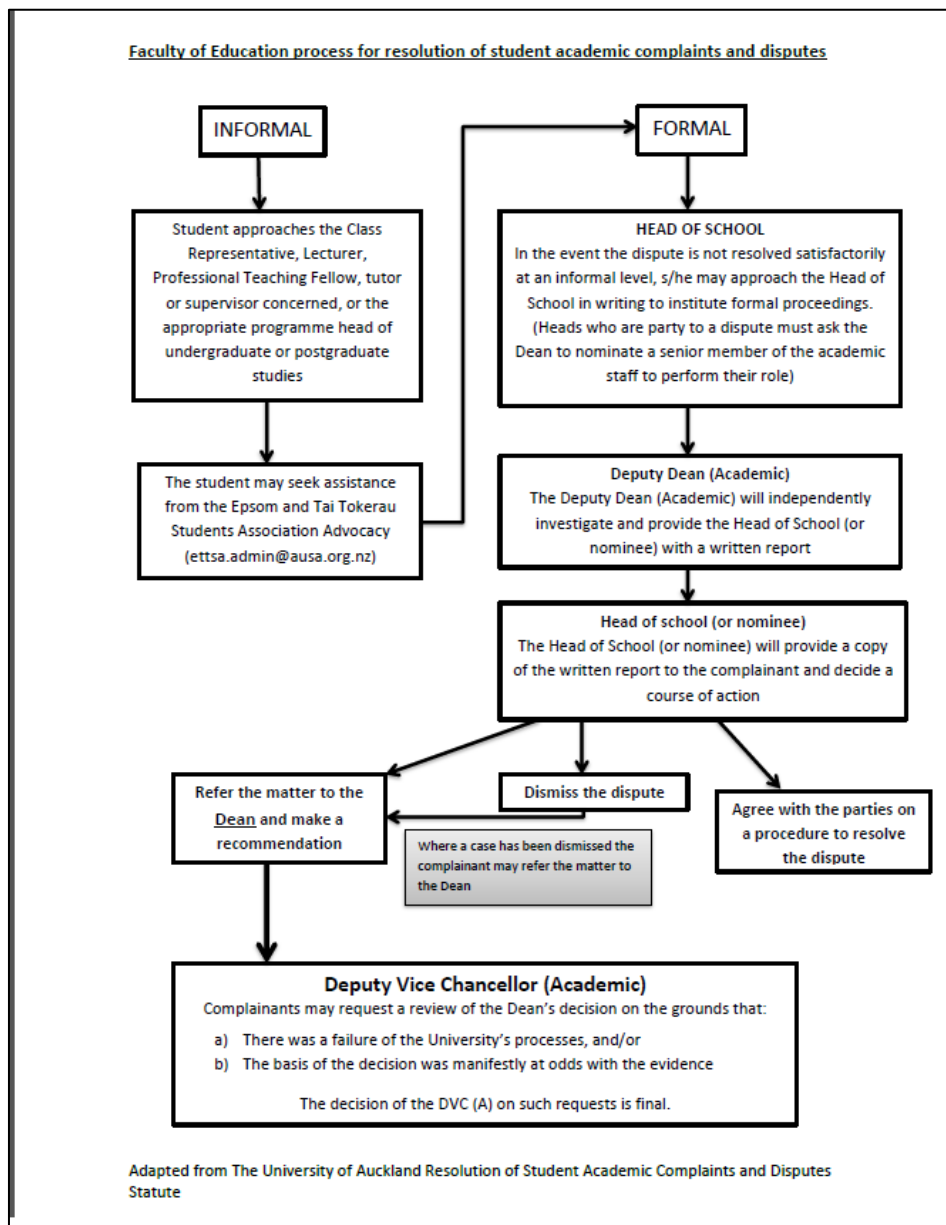 Faculty of Education process for resolution of student academic complaints and disputes
INFORMAL
Student approaches the Class
Representative, Lecturer,
Professional Teaching Fellow, tutor
or supervisor concerned, or the
appropriate programme head of
undergraduate or postgraduate
studies
The student may seek assistance
from the Epsom and Tai Tokerau
Students Association Advocacy
(ettsa.admin@ausa.org.nz)
FORMAL
HEAD OF SCHOOL
In the event the dispute is not resolved satisfactorily
at an informal level, s/he may approach the Head of
School in writing to institute formal proceedings.
(Heads who are party to a dispute must ask the
Dean to nominate a senior member of the academic
staff to perform their role)
Deputy Dean (Academic)
The Deputy Dean (Academic) will independently
investigate and provide the Head of School (or
nominee) with a written report
Head of school (or nominee)
The Head of School (or nominee) will provide a copy
of the written report to the complainant and decide a
course of action
Refer the matter to the
Dean and make a
recommendation
Dismiss the dispute
Where a case has been dismissed the
complainant may refer the matter to
the Dean
Agree with the parties on
a procedure to resolve
the dispute
Deputy Vice Chancellor (Academic)
Complainants may request a review of the Dean's decision on the grounds that:
a) There was a failure of the University's processes, and/or
b) The basis of the decision was manifestly at odds with the evidence
The decision of the DVC (A) on such requests is final.
Adapted from The University of Auckland Resolution of Student Academic Complaints and Disputes
Statute